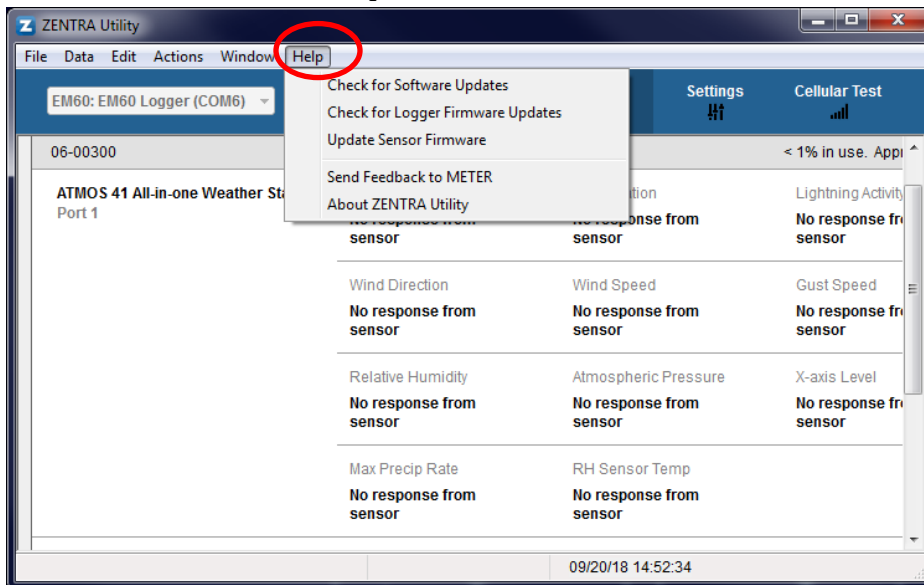 ZENTRA Utility
File Data Edit Actions Window Help
Check for Software Updates
Check for Logger Firmware Updates
Update Sensor Firmware
Send Feedback to METER
About ZENTRA Utility
EM60: EM60 Logger (COM6)
Settings
Cellular Test
06-00300
< 1% in use.
ATMOS 41 All-in-one Weather
Port 1
Lightning Activity
sensor
No response from
sensor
No response
sensor
Wind Direction
Wind Speed
Gust Speed
No response from
sensor
No response from
sensor
No response
sensor
Relative Humidity
Atmospheric Pressure
X-axis Level
No response from
sensor
No response from
sensor
No response
sensor
Max Precip Rate
RH Sensor Temp
No response from
sensor
No response from
sensor
09/20/18 14:52:34